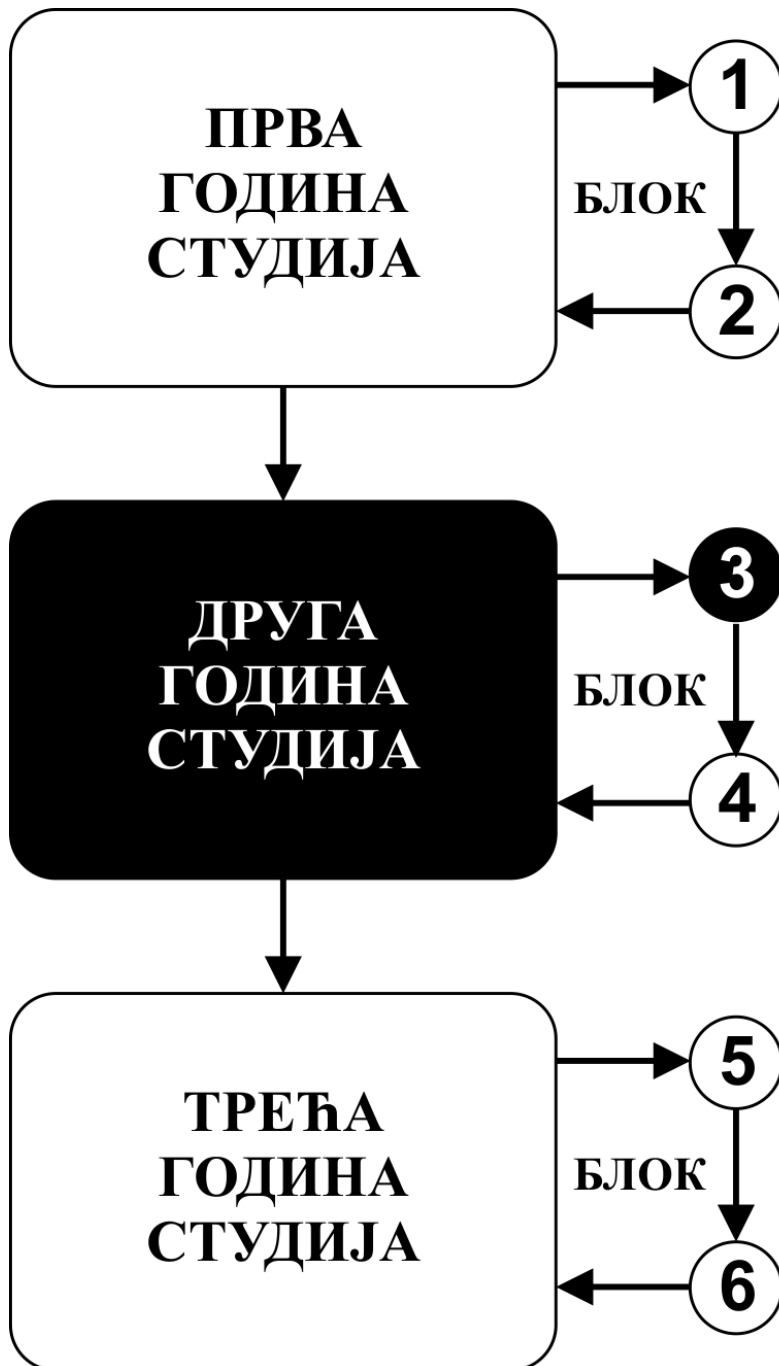 ПРВА
ГОДИНА
СТУДИЈА
1
БЛОК
2
ДРУГА
ГОДИНА
СТУДИЈА
3
БЛОК
4
ТРЕЋА
ГОДИНА
СТУДИЈА
5
БЛОК
6